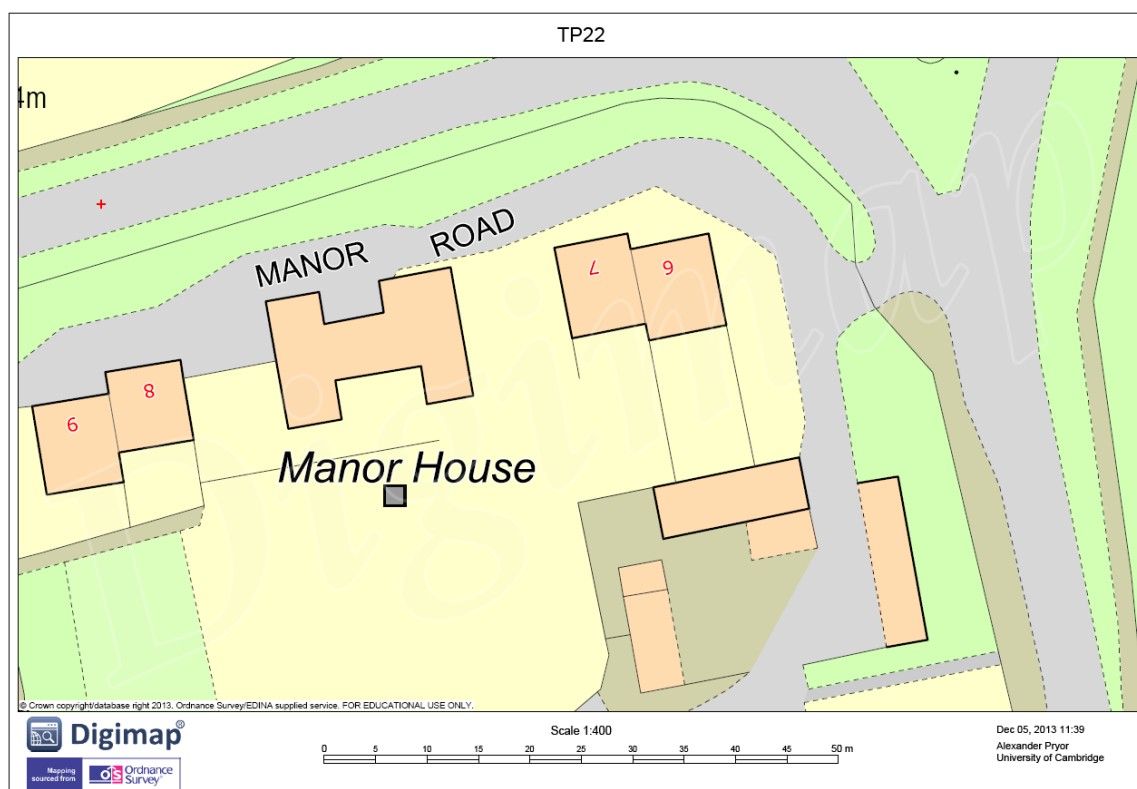 TP22
4m
MANOR ROAD
7
6
8
9
Manor House
Digimap
© Crown copyright/database right 2013. Ordnance Survey/EDINA supplied service. FOR EDUCATIONAL USE ONLY.
Digimap®
Mapping
sourced from
OS Ordnance
Survey®
Scale 1:400
0 5 10 15 20 25 30 35 40 45 50 m
Dec 05, 2013 11:39
Alexander Pryor
University of Cambridge